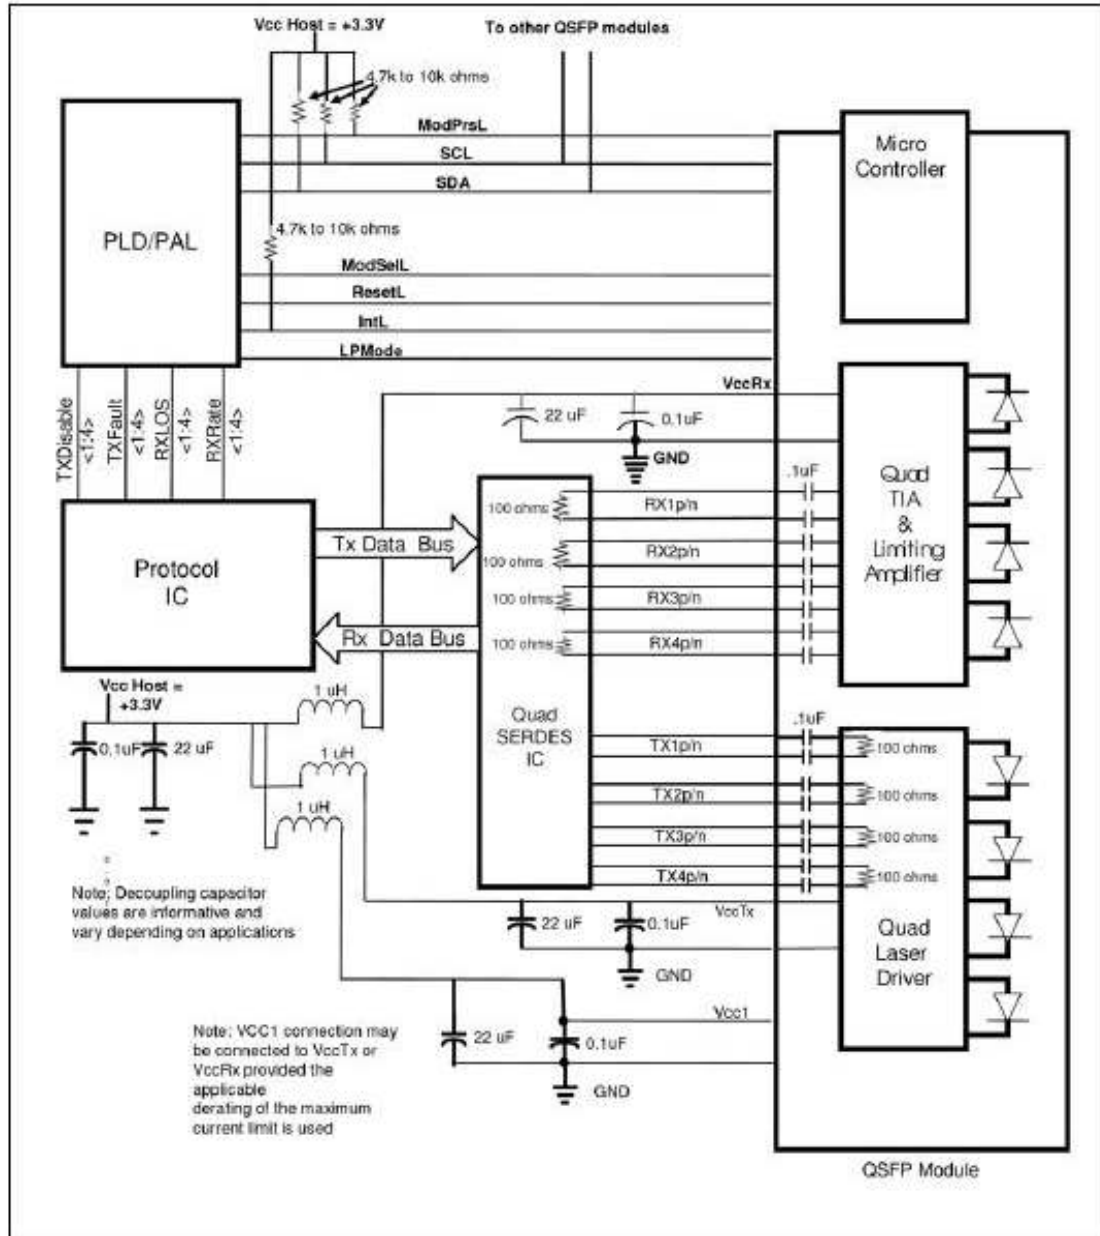 Vcc Host = +3.3V
To other QSFP modules
4.7k to 10k ohms
ModPrsL
SCL
SDA
Micro
Controller
PLD/PAL
4.7k to 10k ohms
ModSelL
ResetL
IntL
LPMode
VccRx
TXDisable
<1:4>
TXFault
<1:4>
RXLOS
<1:4>
RXRate
<1:4>
22 uF
0.1uF
GND
.1uF
Quad
TIA
&
Limiting
Amplifier
100 ohms
RX1p/n
Tx Data Bus
100 ohms
RX2p/n
Protocol
IC
100 ohms
RX3p/n
Rx Data Bus
100 ohms
RX4p/n
Vcc Host =
+3.3V
1 uH
0.1uF
22 uF
1 uH
1 uH
Quad
SERDES
IC
.1uF
TX1p/n
100 ohms
TX2p/n
100 ohms
TX3p/n
100 ohms
TX4p/n
100 ohms
Note: Decoupling capacitor
values are informative and
vary depending on applications
VccTx
22 uF
0.1uF
GND
Quad
Laser
Driver
Vcc1
Note: VCC1 connection may
be connected to VccTx or
VccRx provided the
applicable
derating of the maximum
current limit is used
22 uF
0.1uF
GND
QSFP Module